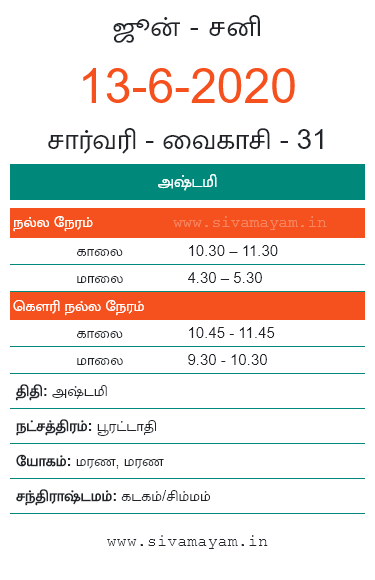 ஜூன் - சனி
13-6-2020
சார்வரி - வைகாசி - 31
அஷ்டமி
நல்ல நேரம் www.sivamayam.in
காலை 10.30 – 11.30
மாலை 4.30 – 5.30
கௌரி நல்ல நேரம்
காலை 10.45 - 11.45
மாலை 9.30 - 10.30
திதி: அஷ்டமி
நட்சத்திரம்: பூரட்டாதி
யோகம்: மரண, மரண
சந்திராஷ்டமம்: கடகம்/சிம்மம்
www.sivamayam.in